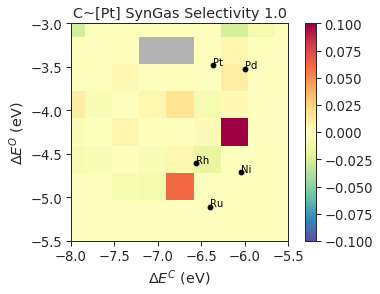 C~[Pt] SynGas Selectivity 1.0
−3.0
−3.5
−4.0
−4.5
−5.0
−5.5
ΔE^O (eV)
Pt
Pd
Rh
Ni
Ru
−8.0 −7.5 −7.0 −6.5 −6.0 −5.5
ΔE^C (eV)
0.100
0.075
0.050
0.025
0.000
−0.025
−0.050
−0.075
−0.100